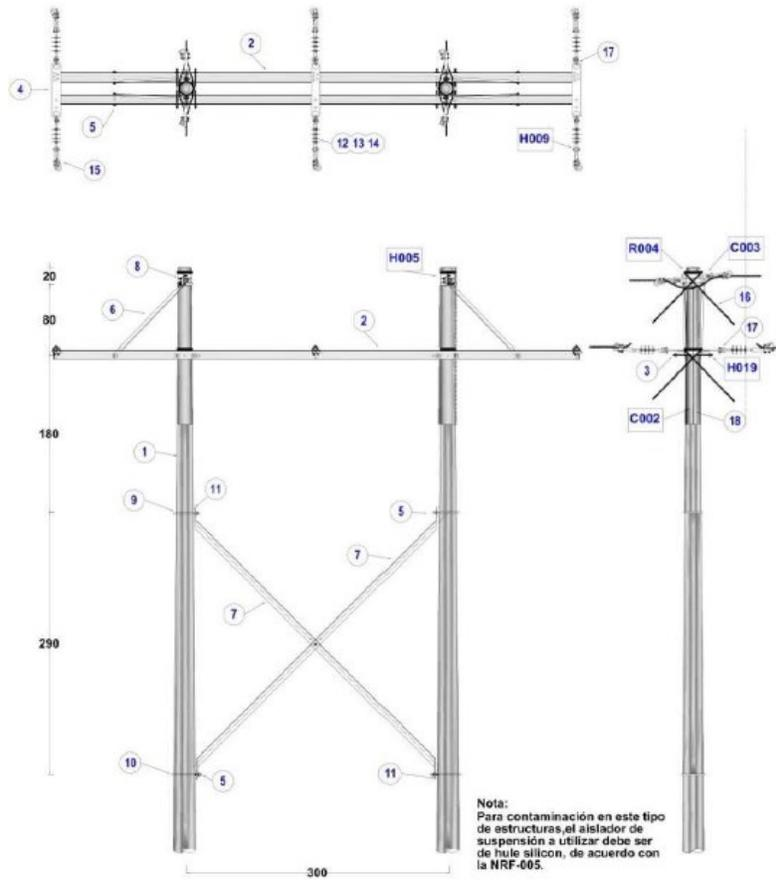 2
17
4
5
12 13 14
H009
15
20
8
H005
R004
C003
6
16
80
2
17
3
H019
C002
18
180
1
11
9
5
7
7
290
10
5
11
300
Nota:
Para contaminación en este tipo
de estructuras,el aislador de
suspensión a utilizar debe ser
de hule silicon, de acuerdo con
la NRF-005.